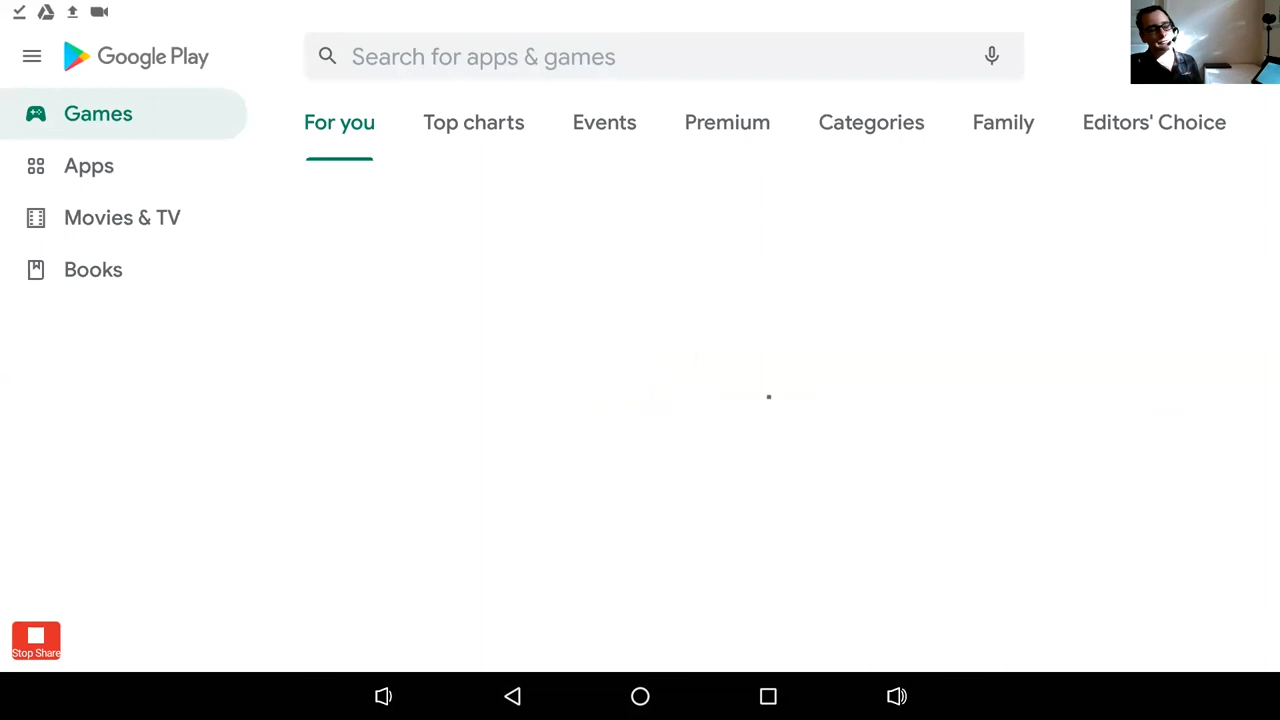 Google Play
Search for apps & games
Games
For you
Top charts
Events
Premium
Categories
Family
Editors' Choice
Apps
Movies & TV
Books
Stop Share